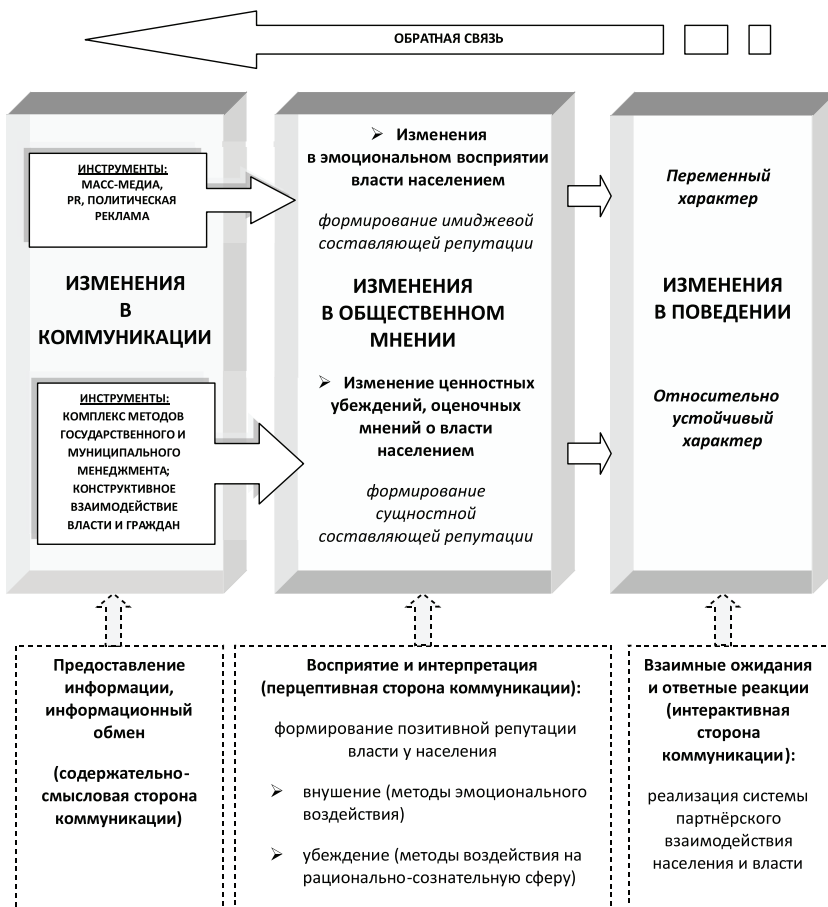 ОБРАТНАЯ СВЯЗЬ
ИНСТРУМЕНТЫ:
МАСС-МЕДИА,
PR, ПОЛИТИЧЕСКАЯ
РЕКЛАМА
ИЗМЕНЕНИЯ
В
КОММУНИКАЦИИ
ИНСТРУМЕНТЫ:
КОМПЛЕКС МЕТОДОВ
ГОСУДАРСТВЕННОГО И
МУНИЦИПАЛЬНОГО
МЕНЕДЖМЕНТА;
КОНСТРУКТИВНОЕ
ВЗАИМОДЕЙСТВИЕ
ВЛАСТИ И ГРАЖДАН
➢ Изменения
в эмоциональном восприятии
власти населением
формирование имиджевой
составляющей репутации
ИЗМЕНЕНИЯ
В ОБЩЕСТВЕННОМ
МНЕНИИ
➢ Изменение ценностных
убеждений, оценочных
мнений о власти
населением
формирование
сущностной
составляющей репутации
Переменный
характер
ИЗМЕНЕНИЯ
В ПОВЕДЕНИИ
Относительно
устойчивый
характер
Предоставление
информации,
информационный
обмен
(содержательно-
смысловая сторона
коммуникации)
Восприятие и интерпретация
(перцептивная сторона коммуникации):
формирование позитивной репутации
власти у населения
➢ внушение (методы эмоционального
воздействия)
➢ убеждение (методы воздействия на
рационально-сознательную сферу)
Взаимные ожидания
и ответные реакции
(интерактивная
сторона
коммуникации):
реализация системы
партнёрского
взаимодействия
населения и власти